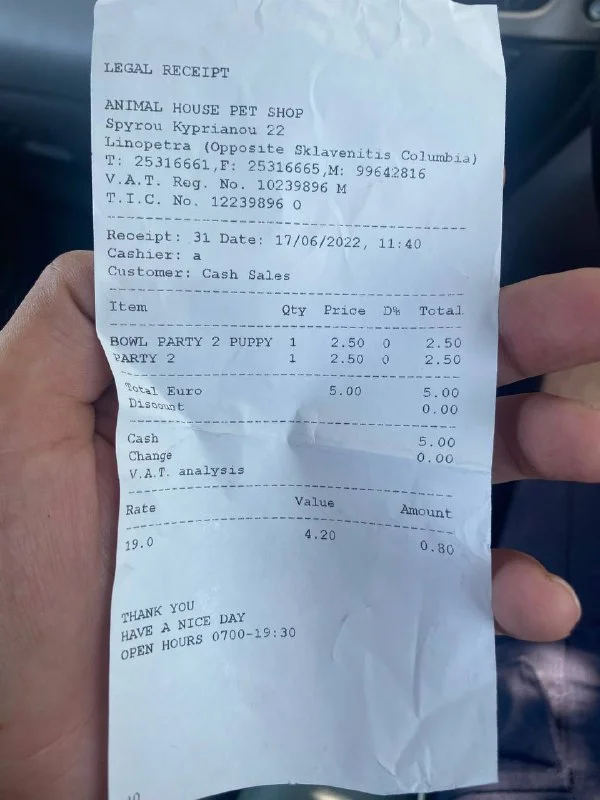 LEGAL RECEIPT
ANIMAL HOUSE PET SHOP
Spyrou Kyprianou 22
Linopetra (Opposite Sklavenitis Columbia)
T: 25316661,F: 25316665,M: 99642816
V.A.T. Reg. No. 10239896 M
T.I.C. No. 12239896 O
Receipt: 31 Date: 17/06/2022, 11:40
Cashier: a
Customer: Cash Sales
Item Qty Price D% Total
BOWL PARTY 2 PUPPY 1 2.50 0 2.50
PARTY 2 1 2.50 0 2.50
Total Euro 5.00 5.00
Discount 0.00
Cash 5.00
Change 0.00
V.A.T. analysis
Rate Value Amount
19.0 4.20 0.80
THANK YOU
HAVE A NICE DAY
OPEN HOURS 0700-19:30